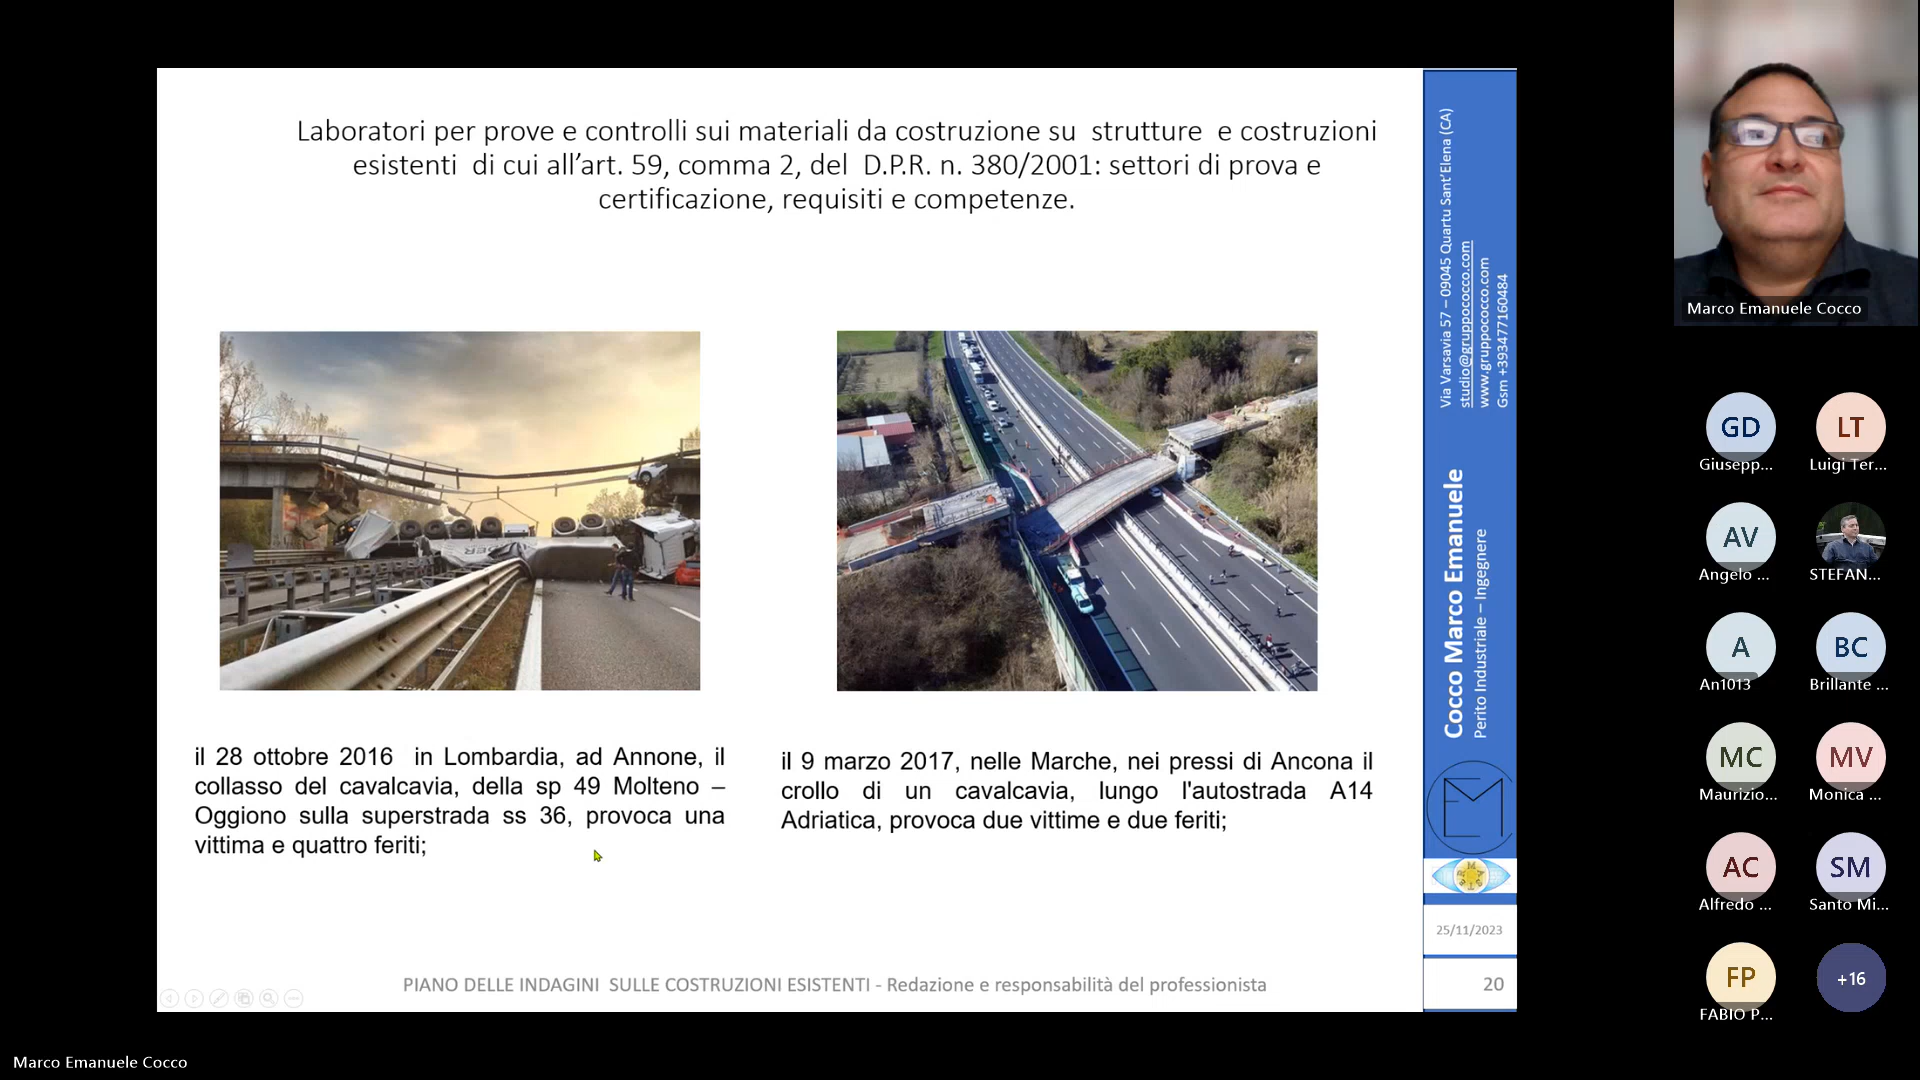 Laboratori per prove e controlli sui materiali da costruzione su strutture e costruzioni
esistenti di cui all'art. 59, comma 2, del D.P.R. n. 380/2001: settori di prova e
certificazione, requisiti e competenze.
il 28 ottobre 2016 in Lombardia, ad Annone, il
collasso del cavalcavia, della sp 49 Molteno –
Oggiono sulla superstrada ss 36, provoca una
vittima e quattro feriti;
il 9 marzo 2017, nelle Marche, nei pressi di Ancona il
crollo di un cavalcavia, lungo l'autostrada A14
Adriatica, provoca due vittime e due feriti;
PIANO DELLE INDAGINI SULLE COSTRUZIONI ESISTENTI - Redazione e responsabilità del professionista
Via Varsavia 57 – 09045 Quartu Sant'Elena (CA)
studio@gruppococco.com
www.gruppococco.com
Gsm +393477160484
Cocco Marco Emanuele
Perito Industriale – Ingegnere
25/11/2023
20
Marco Emanuele Cocco
GD
Giusepp...
LT
Luigi Ter...
AV
Angelo ...
STEFAN...
A
An1013
BC
Brillante ...
MC
Maurizio...
MV
Monica ...
AC
Alfredo ...
SM
Santo Mi...
FP
FABIO P...
+16
Marco Emanuele Cocco